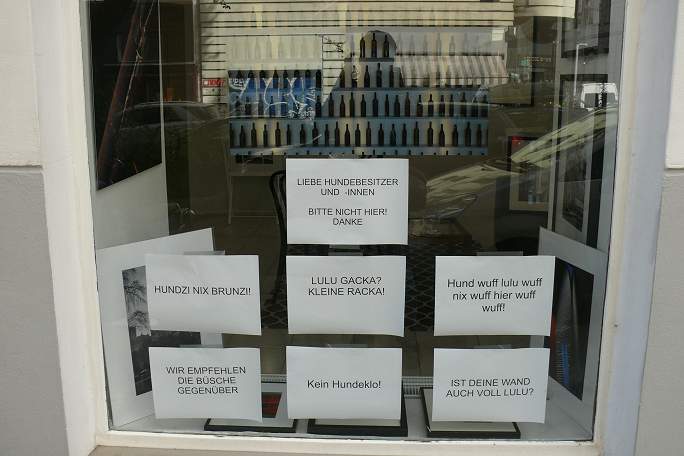 LIEBE HUNDEBESITZER
UND -INNEN
BITTE NICHT HIER!
DANKE
HUNDZI NIX BRUNZI!
LULU GACKA?
KLEINE RACKA!
Hund wuff lulu wuff
nix wuff hier wuff
wuff!
WIR EMPFEHLEN
DIE BÜSCHE
GEGENÜBER
Kein Hundeklo!
IST DEINE WAND
AUCH VOLL LULU?